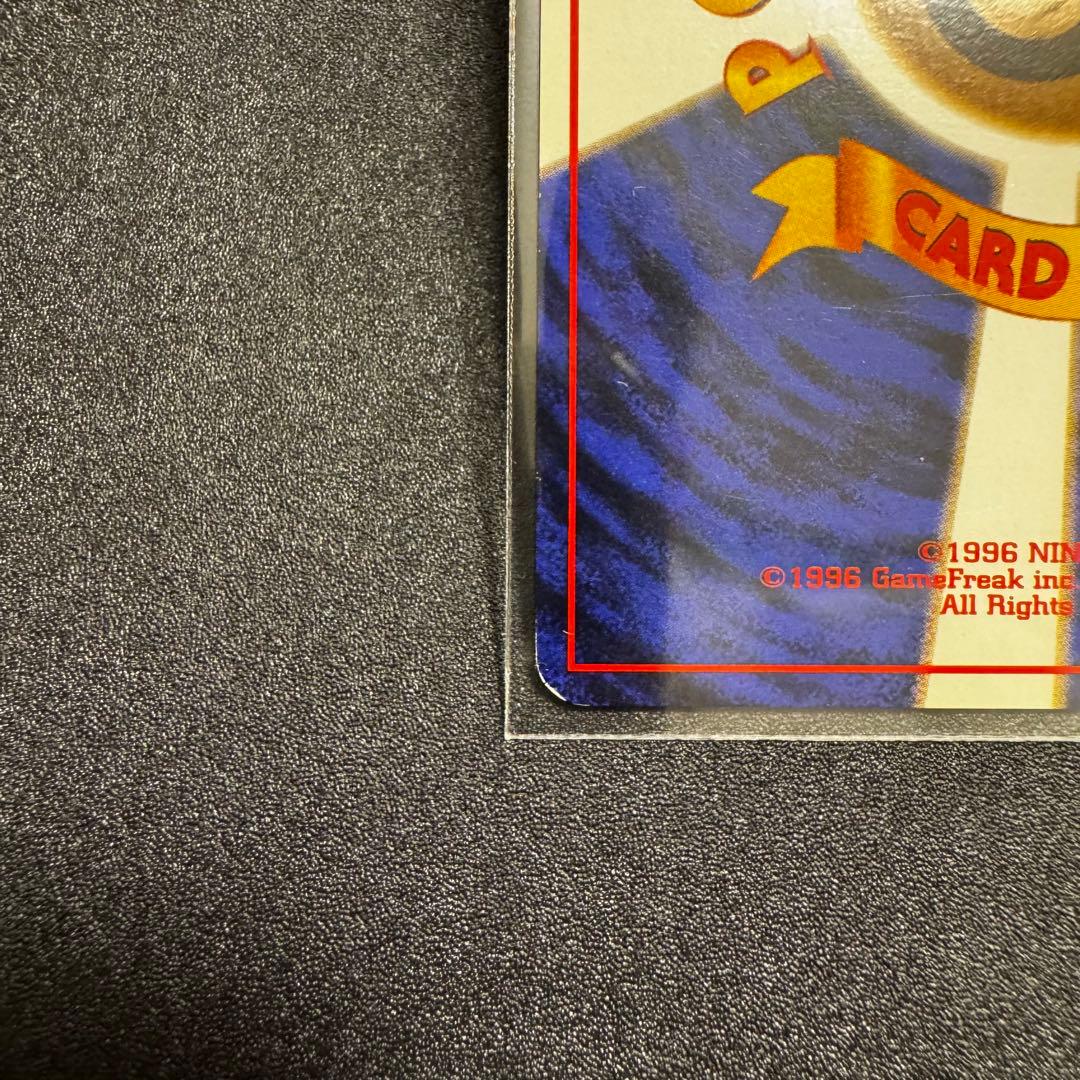 P
CARD
©1996 NIN
©1996 GameFreak inc
All Rights